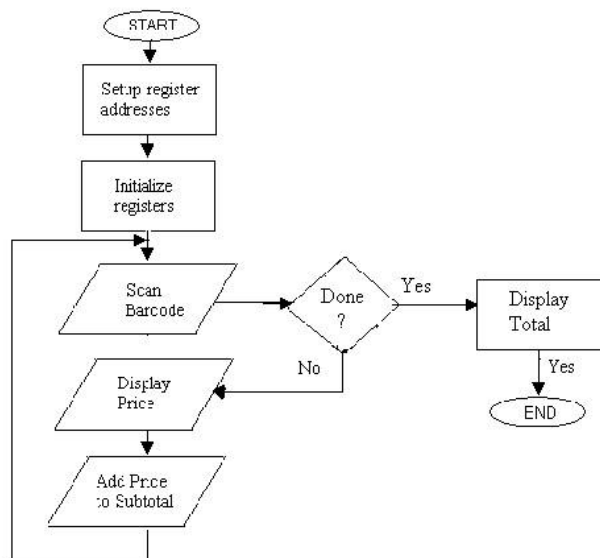 START
Setup register
addresses
Initialize
registers
Scan
Barcode
Done
?
Yes
Display
Total
No
Yes
Display
Price
END
Add Price
to Subtotal